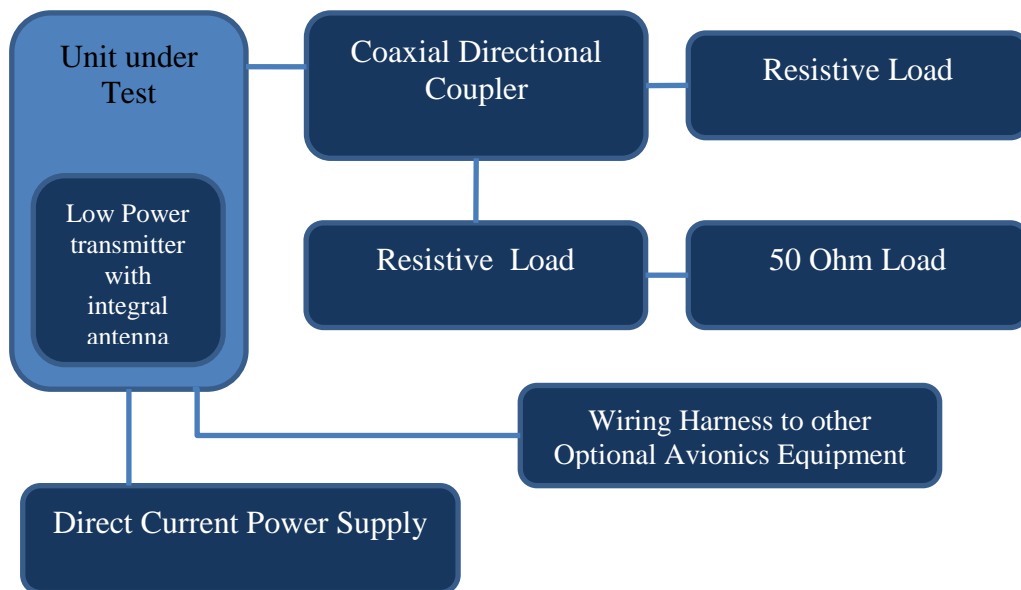 Unit under
Test
Coaxial Directional
Coupler
Resistive Load
Low Power
transmitter
with
integral
antenna
Resistive Load
50 Ohm Load
Wiring Harness to other
Optional Avionics Equipment
Direct Current Power Supply